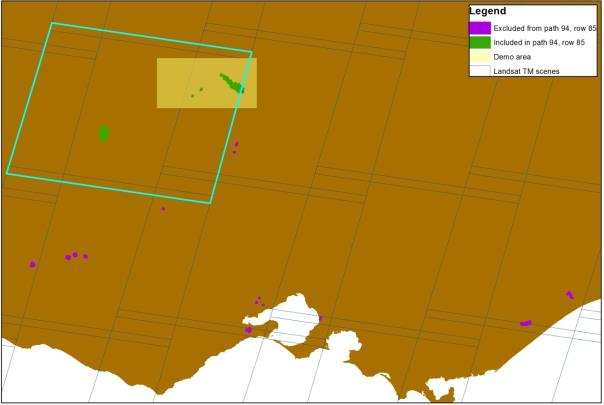 Legend
Excluded from path 94, row 85
Included in path 94, row 85
Demo area
Landsat TM scenes